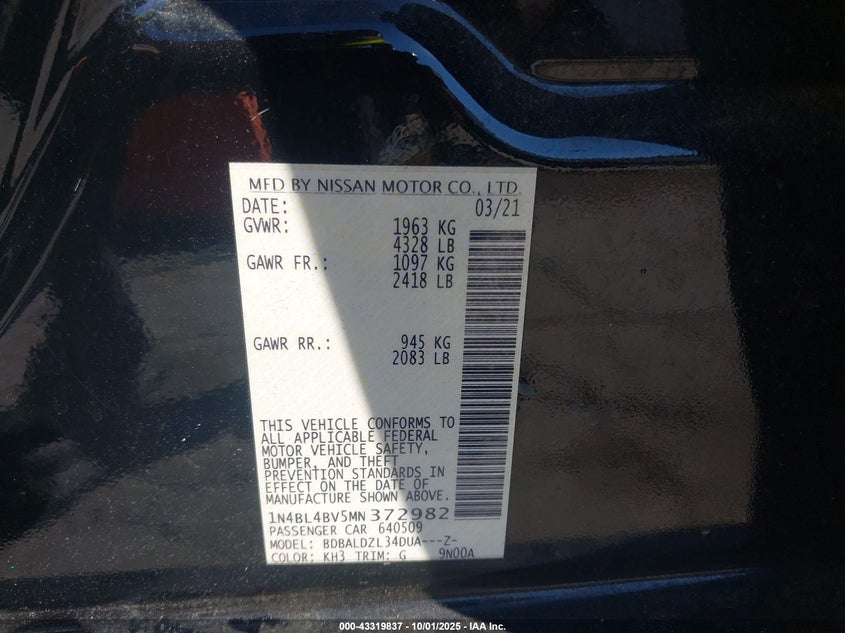 MFD BY NISSAN MOTOR CO., LTD.
DATE: 03/21
GVWR: 1963 KG
4328 LB
GAWR FR.: 1097 KG
2418 LB
GAWR RR.: 945 KG
2083 LB
THIS VEHICLE CONFORMS TO
ALL APPLICABLE FEDERAL
MOTOR VEHICLE SAFETY,
BUMPER, AND THEFT
PREVENTION STANDARDS IN
EFFECT ON THE DATE OF
MANUFACTURE SHOWN ABOVE.
1N4BL4BV5MN372982
PASSENGER CAR 640509
MODEL: BDBALDZL34DUA---Z-
COLOR: KH3 TRIM: G 9N00A
000-43319837 - 10/01/2025 - IAA Inc.